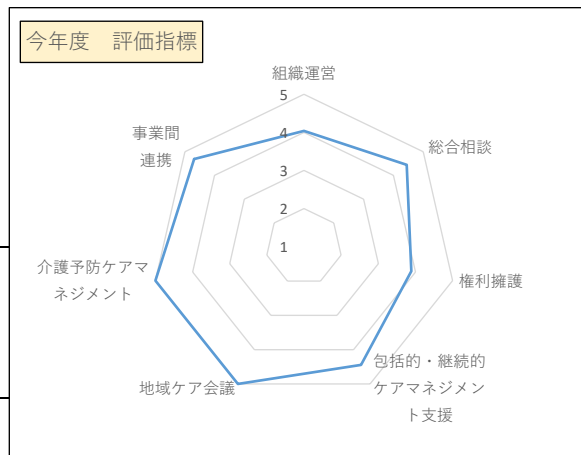 今年度　評価指標
組織運営
5
4
3
2
1
総合相談
権利擁護
包括的・継続的
ケアマネジメン
ト支援
地域ケア会議
介護予防ケアマ
ネジメント
事業間
連携